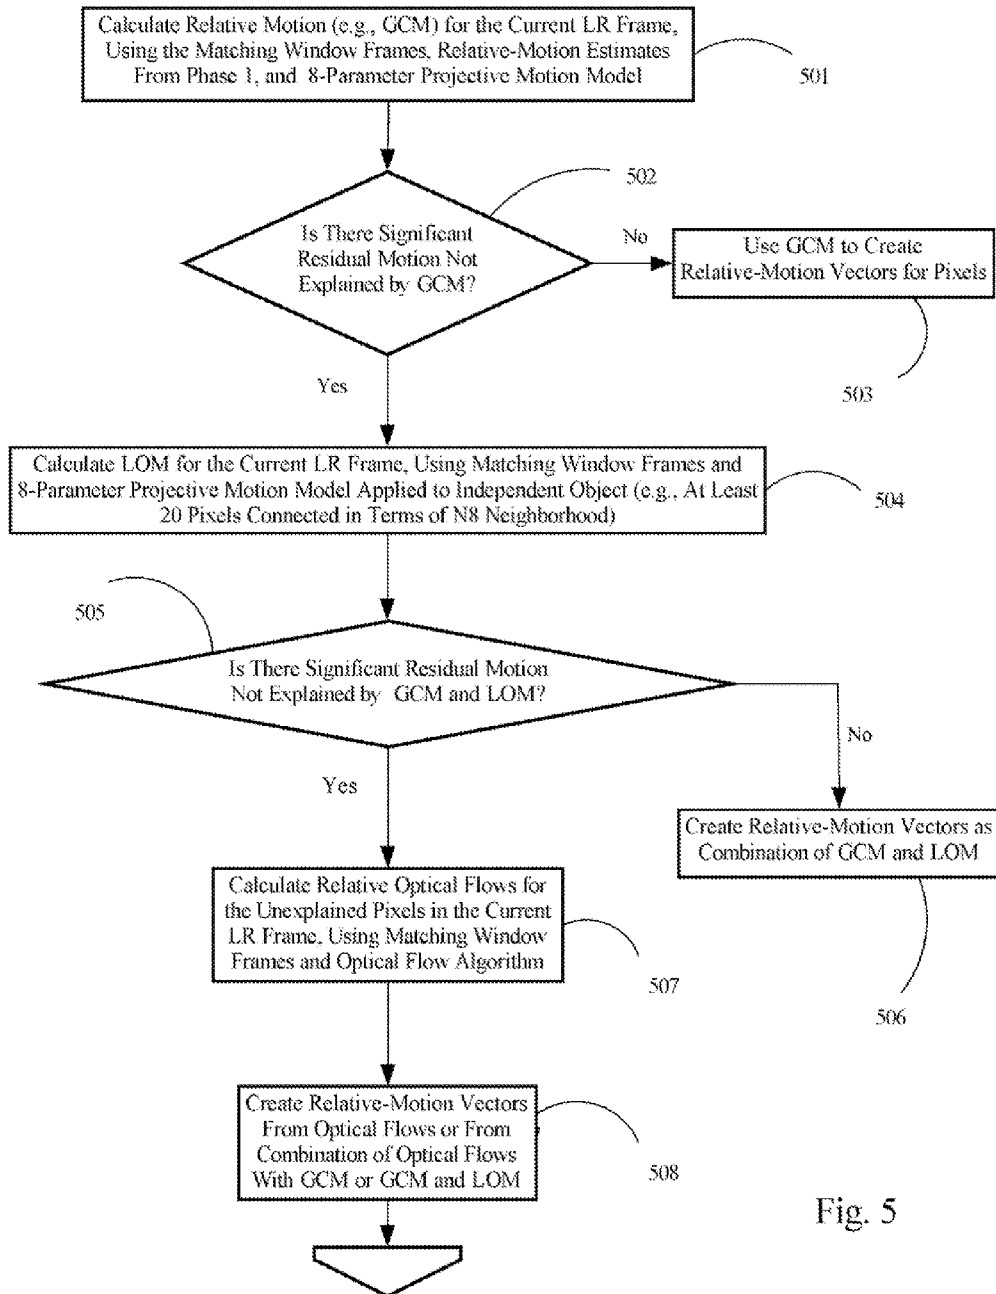 Calculate Relative Motion (e.g., GCM) for the Current LR Frame,
Using the Matching Window Frames, Relative-Motion Estimates
From Phase 1, and 8-Parameter Projective Motion Model
501
502
Is There Significant
Residual Motion Not
Explained by GCM?
No
Use GCM to Create
Relative-Motion Vectors for Pixels
503
Yes
Calculate LOM for the Current LR Frame, Using Matching Window Frames and
8-Parameter Projective Motion Model Applied to Independent Object (e.g., At Least
20 Pixels Connected in Terms of N8 Neighborhood)
504
505
Is There Significant Residual Motion
Not Explained by GCM and LOM?
No
Yes
Create Relative-Motion Vectors as
Combination of GCM and LOM
506
Calculate Relative Optical Flows for
the Unexplained Pixels in the Current
LR Frame, Using Matching Window
Frames and Optical Flow Algorithm
507
Create Relative-Motion Vectors
From Optical Flows or From
Combination of Optical Flows
With GCM or GCM and LOM
508
Fig. 5